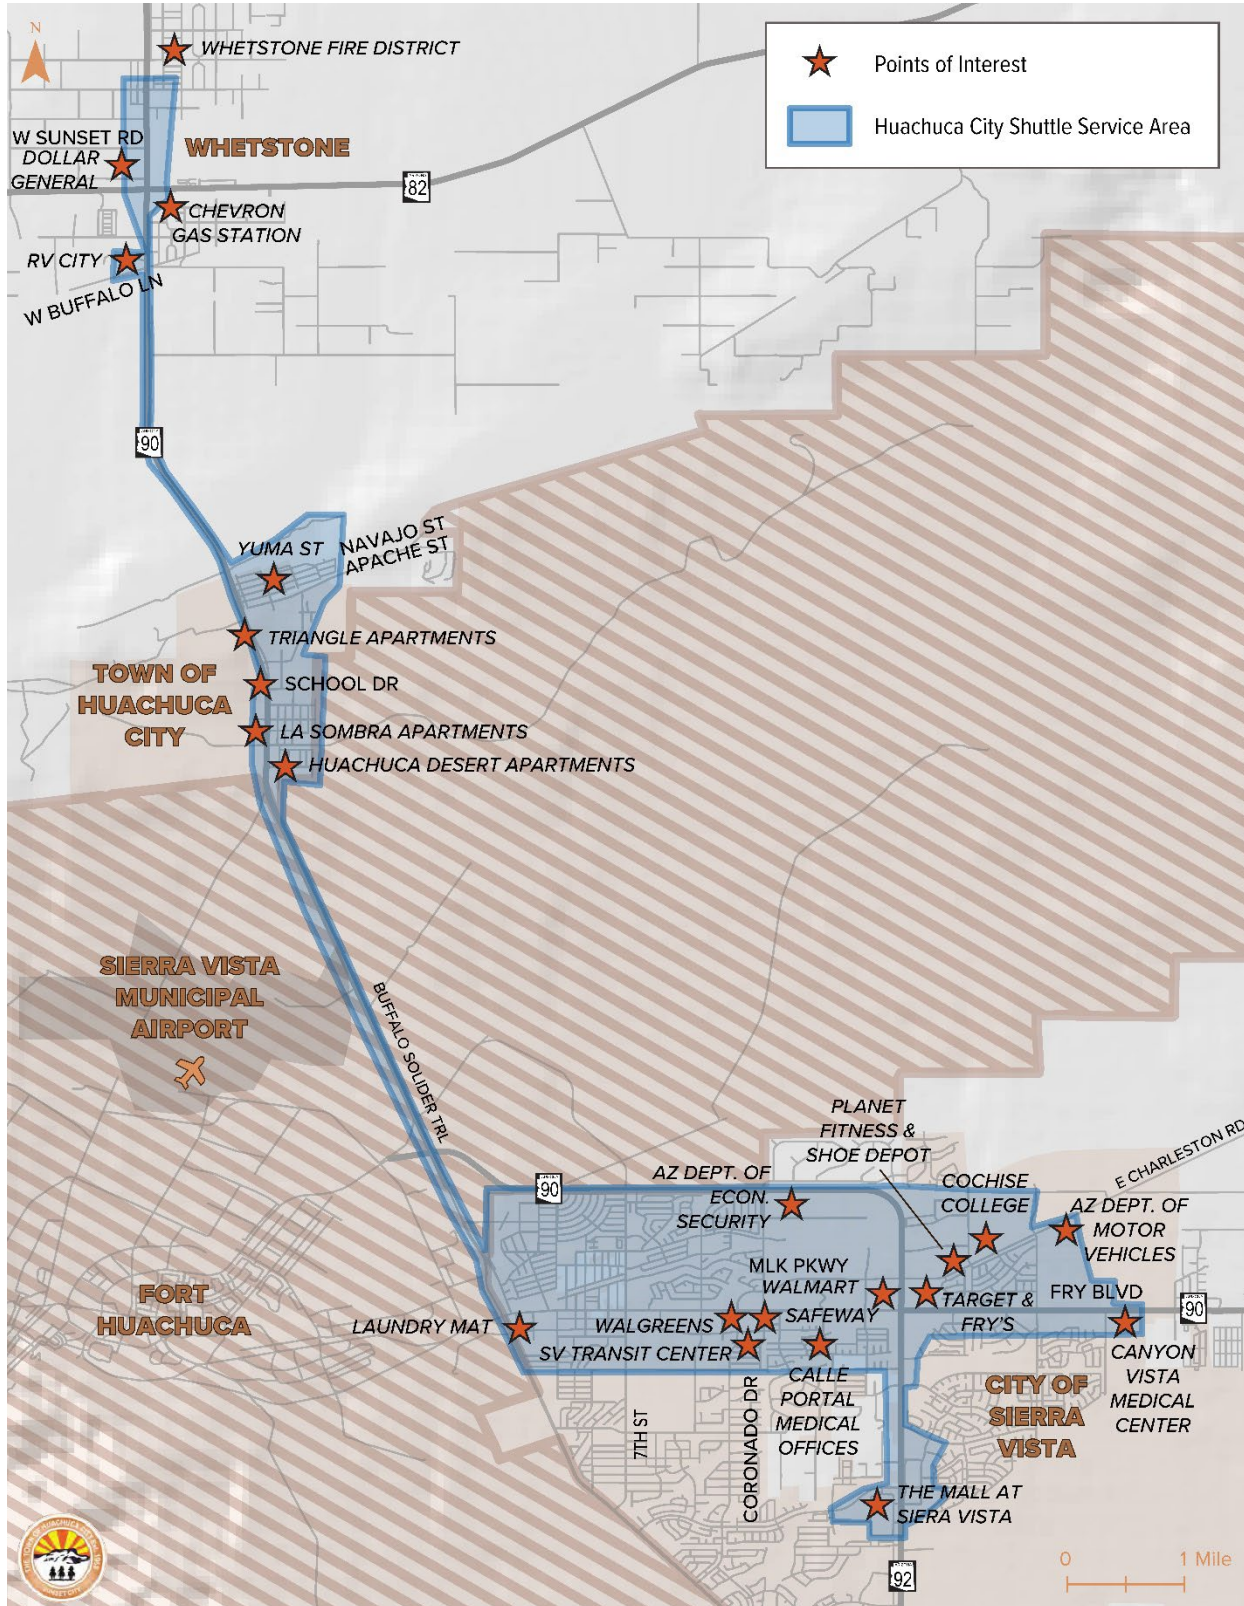 N
WHETSTONE FIRE DISTRICT
Points of Interest
Huachuca City Shuttle Service Area
W SUNSET RD
DOLLAR
GENERAL
WHETSTONE
82
CHEVRON
GAS STATION
RV CITY
W BUFFALO LN
90
YUMA ST
NAVAJO ST
APACHE ST
TRIANGLE APARTMENTS
TOWN OF
HUACHUCA
CITY
SCHOOL DR
LA SOMBRA APARTMENTS
HUACHUCA DESERT APARTMENTS
SIERRA VISTA
MUNICIPAL
AIRPORT
BUFFALO SOLIDER TRL
PLANET
FITNESS &
SHOE DEPOT
E CHARLESTON RD
90
AZ DEPT. OF
ECON.
SECURITY
COCHISE
COLLEGE
AZ DEPT. OF
MOTOR
VEHICLES
MLK PKWY
WALMART
FRY BLVD
90
FORT
HUACHUCA
LAUNDRY MAT
WALGREENS
SAFEWAY
TARGET &
FRY'S
SV TRANSIT CENTER
CALLE
PORTAL
MEDICAL
OFFICES
CANYON
VISTA
MEDICAL
CENTER
CITY OF
SIERRA
VISTA
7TH ST
CORONADO DR
THE MALL AT
SIERA VISTA
92
0 1 Mile
SUNSET CITY